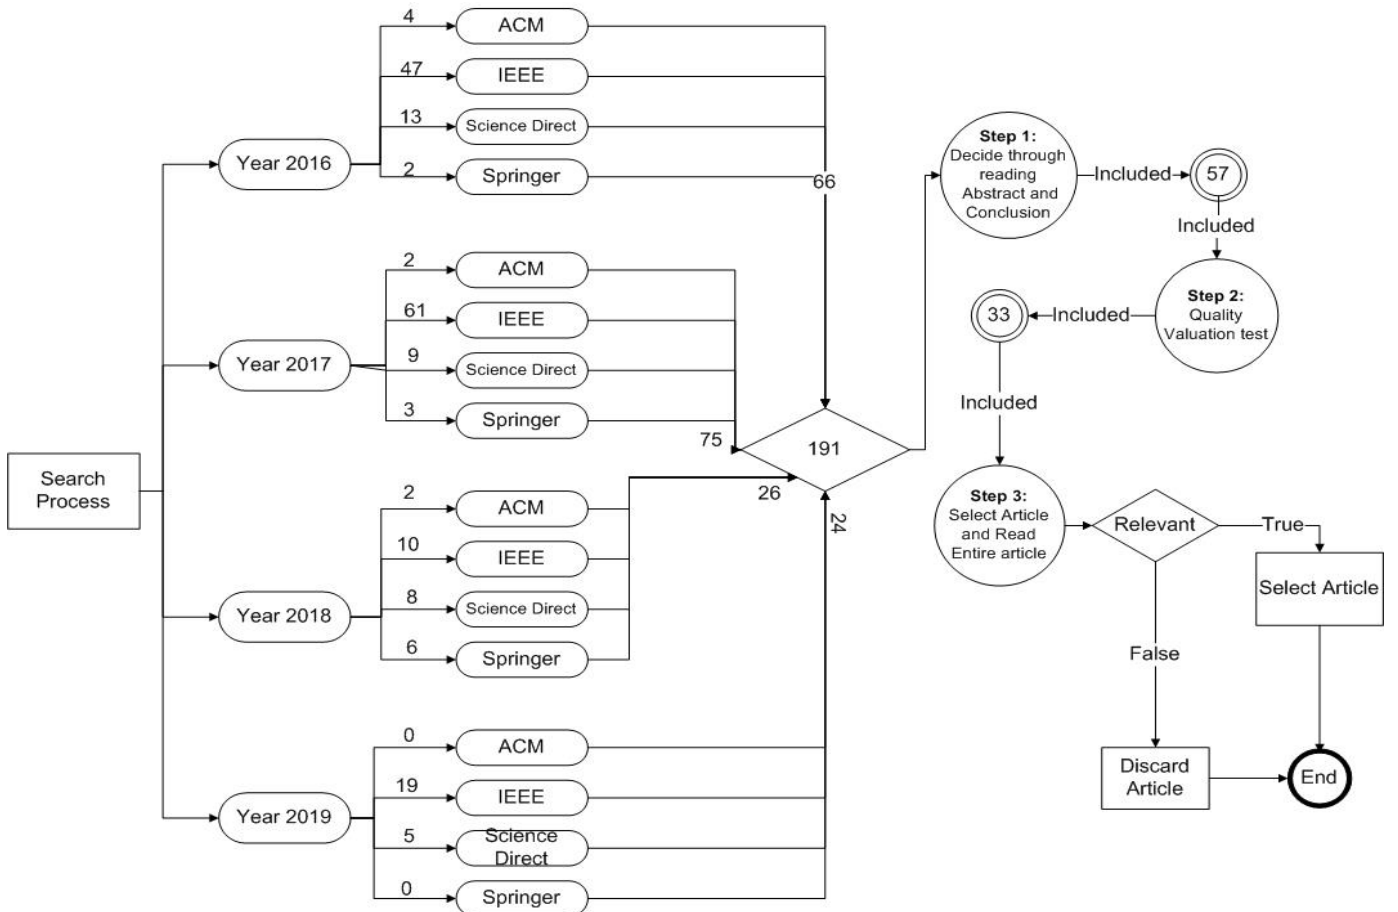 Search
Process
Year 2016
4
ACM
47
IEEE
13
Science Direct
2
Springer
66
Year 2017
2
ACM
61
IEEE
9
Science Direct
3
Springer
75
Year 2018
2
ACM
10
IEEE
8
Science Direct
6
Springer
26
Year 2019
0
ACM
19
IEEE
5
Science
Direct
0
Springer
24
191
Step 1:
Decide through
reading
Abstract and
Conclusion
Included
57
Included
Step 2:
Quality
Valuation test
Included
33
Included
Step 3:
Select Article
and Read
Entire article
Relevant
True
Select Article
False
Discard
Article
End